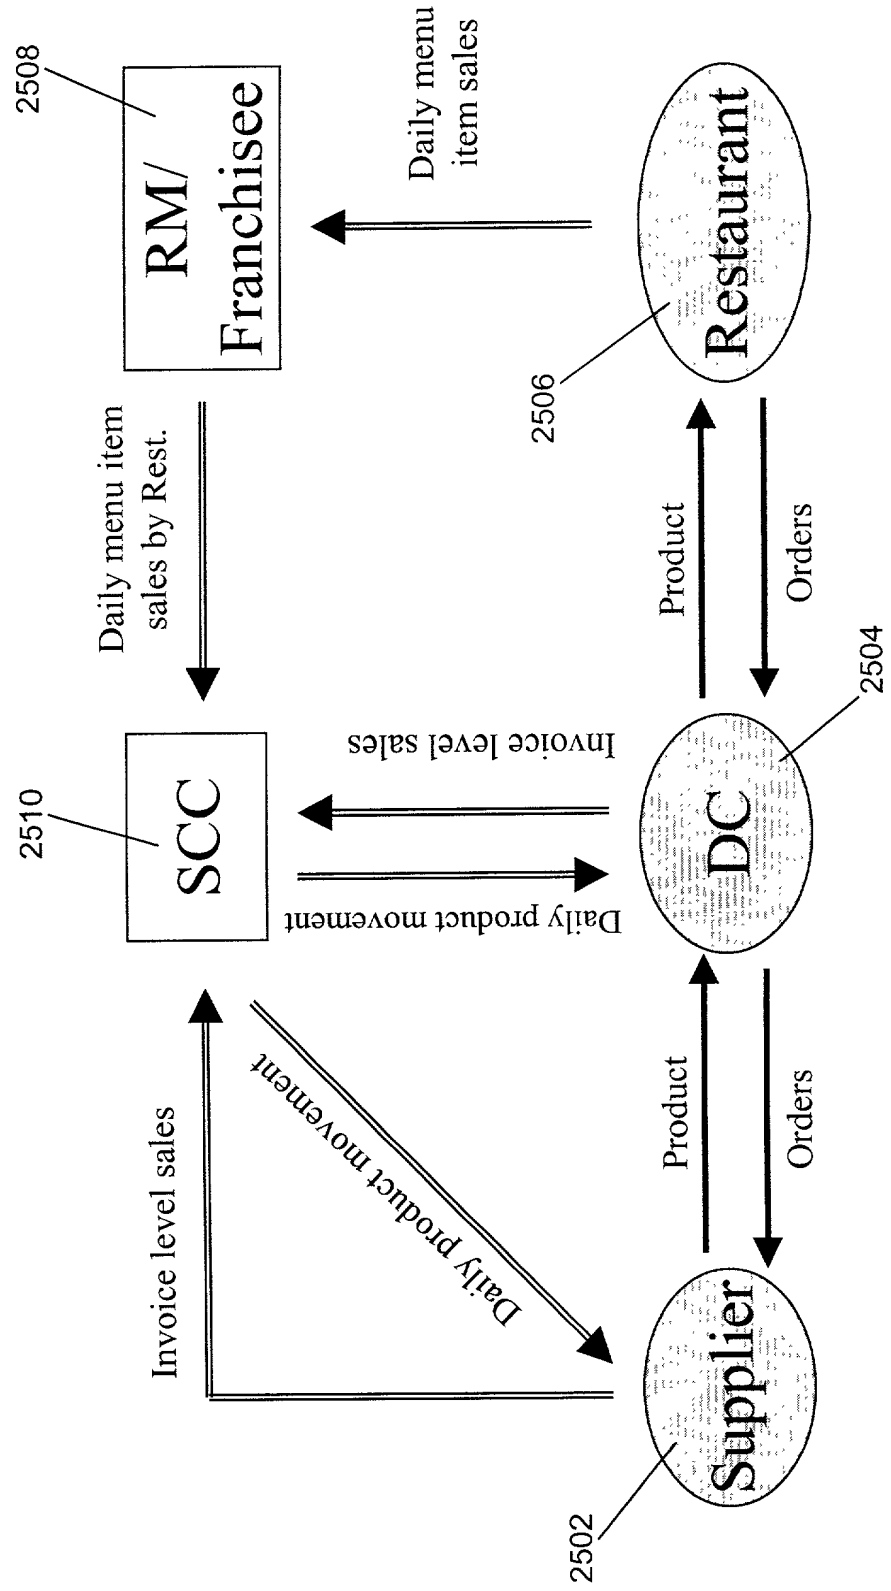 2510
SCC
Daily menu item
sales by Rest.
2508
RM/
Franchisee
Invoice level sales
Daily product movement
Daily product movement
Invoice level sales
Daily menu
item sales
2502
Supplier
Product
Orders
DC
2504
Product
Orders
2506
Restaurant